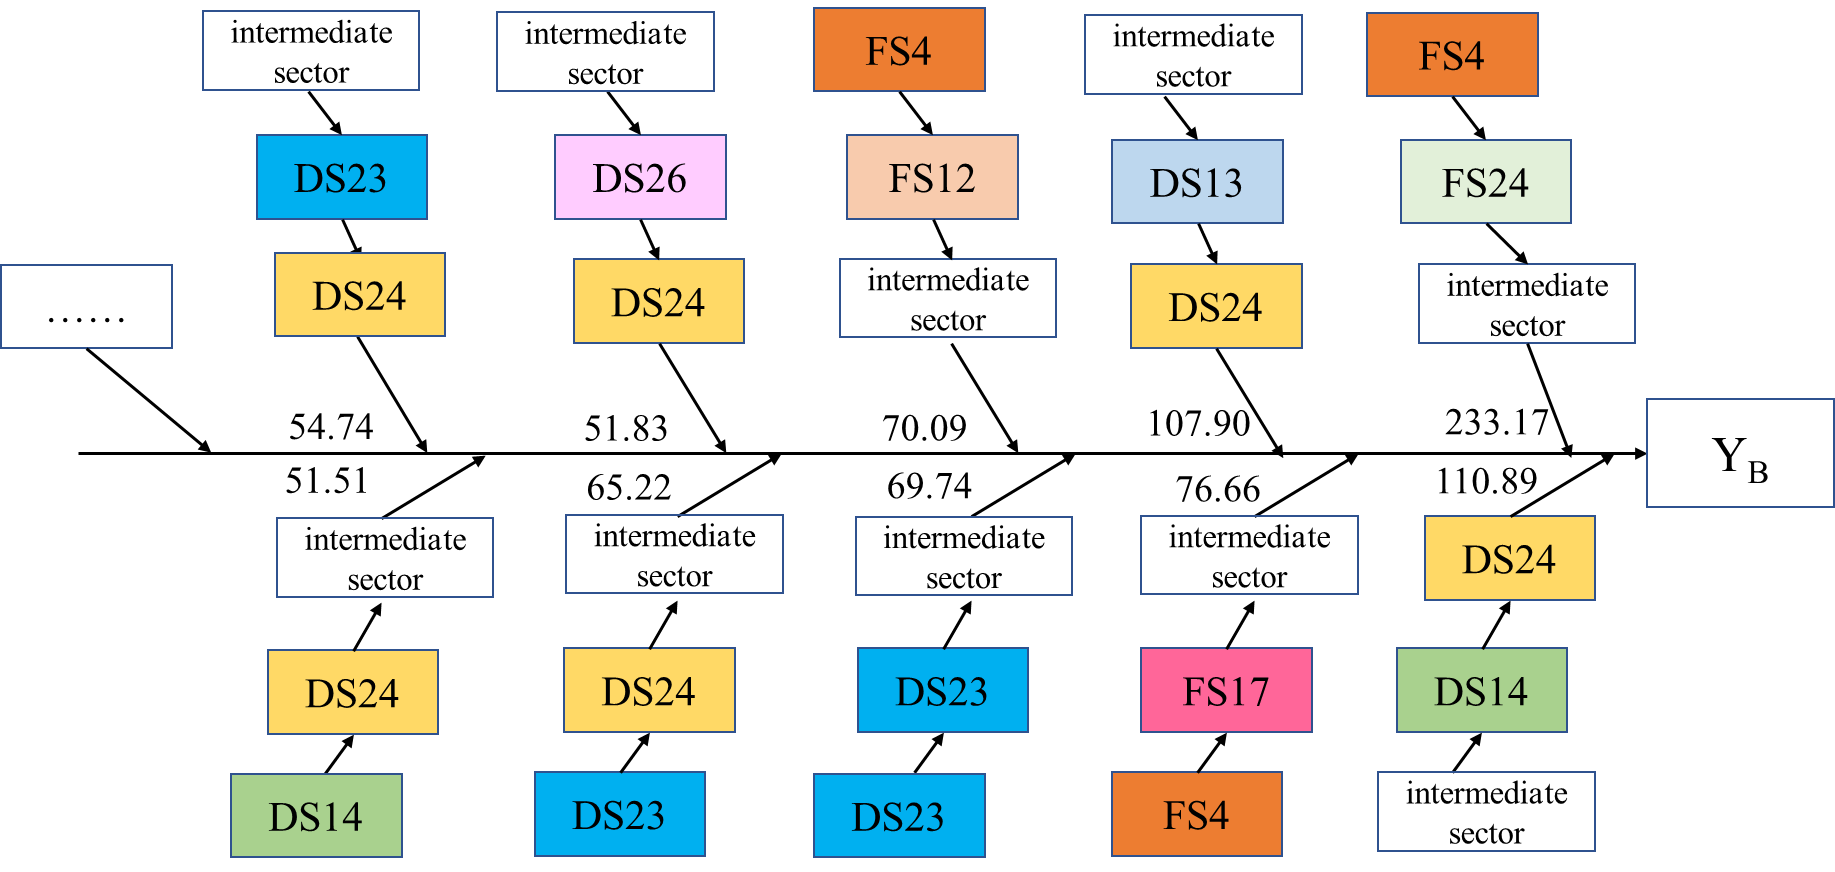 intermediate
sector
intermediate
sector
FS4
intermediate
sector
FS4
DS23
DS26
FS12
DS13
FS24
DS24
DS24
intermediate
sector
DS24
intermediate
sector
……
54.74
51.83
70.09
107.90
233.17
Y_B
51.51
65.22
69.74
76.66
110.89
intermediate
sector
intermediate
sector
intermediate
sector
intermediate
sector
DS24
DS24
DS24
DS23
FS17
DS14
DS14
DS23
DS23
FS4
intermediate
sector